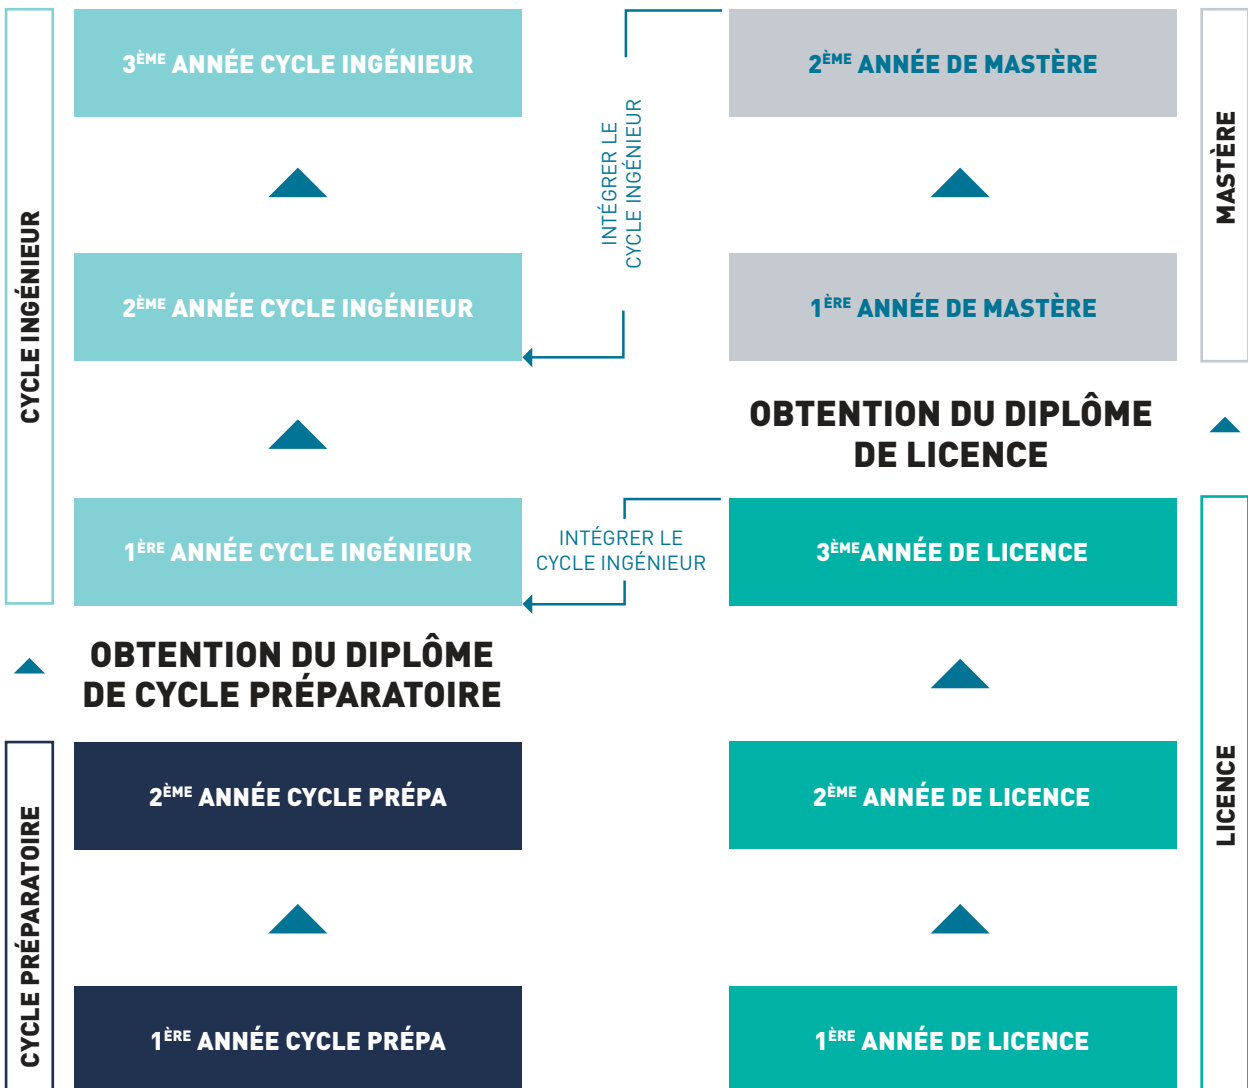 3ÈME ANNÉE CYCLE INGÉNIEUR
2ÈME ANNÉE DE MASTÈRE
INTÉGRER LE
CYCLE INGÉNIEUR
MASTÈRE
CYCLE INGÉNIEUR
2ÈME ANNÉE CYCLE INGÉNIEUR
1ÈRE ANNÉE DE MASTÈRE
OBTENTION DU DIPLÔME
DE LICENCE
1ÈRE ANNÉE CYCLE INGÉNIEUR
INTÉGRER LE
CYCLE INGÉNIEUR
3ÈME ANNÉE DE LICENCE
OBTENTION DU DIPLÔME
DE CYCLE PRÉPARATOIRE
2ÈME ANNÉE CYCLE PRÉPA
2ÈME ANNÉE DE LICENCE
LICENCE
CYCLE PRÉPARATOIRE
1ÈRE ANNÉE CYCLE PRÉPA
1ÈRE ANNÉE DE LICENCE